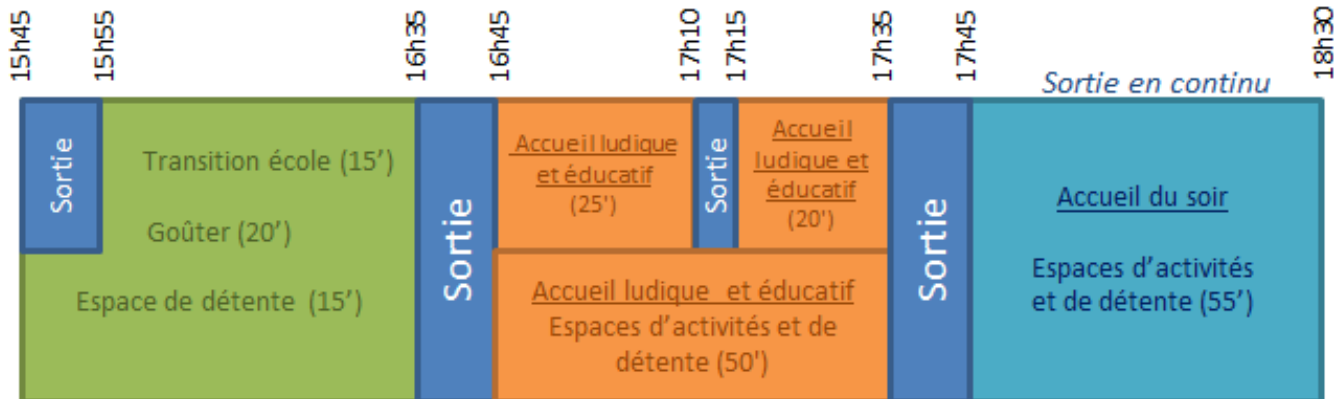 15h45
15h55
16h35
16h45
17h10
17h15
17h35
17h45
18h30
Sortie en continu
Sortie
Transition école (15’)
Goûter (20’)
Espace de détente (15’)
Sortie
Accueil ludique
et éducatif
(25')
Sortie
Accueil
ludique et
éducatif
(20')
Accueil ludique et éducatif
Espaces d’activités et de
détente (50')
Sortie
Accueil du soir
Espaces d’activités
et de détente (55’)